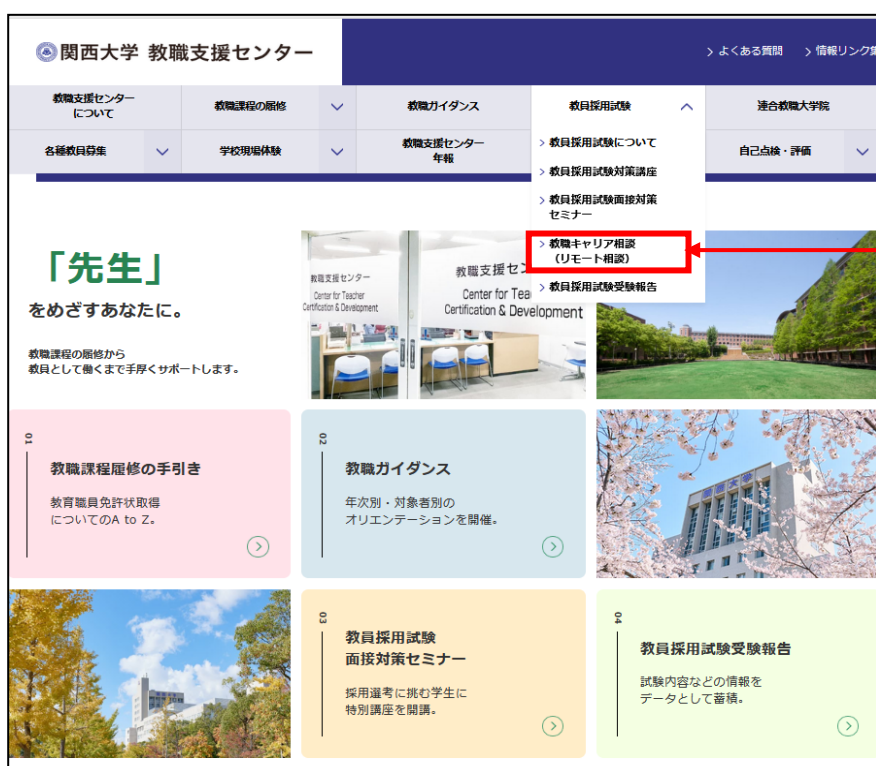 関西大学 教職支援センター
> よくある質問
> 情報リンク集
教職支援センター
について
教職課程の履修
教職ガイダンス
教員採用試験
連合教職大学院
各種教員募集
学校現場体験
教職支援センター
年報
自己点検・評価
> 教員採用試験について
> 教員採用試験対策講座
> 教員採用試験面接対策
セミナー
> 教職キャリア相談
(リモート相談)
> 教員採用試験受験報告
「先生」
をめざすあなたに。
教職課程の履修から
教員として働くまで手厚くサポートします。
教職支援センター
Center for Teacher
Certification & Development
教職支援セン
Center for Tea
Certification & Development
01
教職課程履修の手引き
教育職員免許状取得
についてのA to Z。
02
教職ガイダンス
年次別・対象者別の
オリエンテーションを開催。
関西大学
03
教員採用試験
面接対策セミナー
採用選考に挑む学生に
特別講座を開講。
04
教員採用試験受験報告
試験内容などの情報を
データとして蓄積。